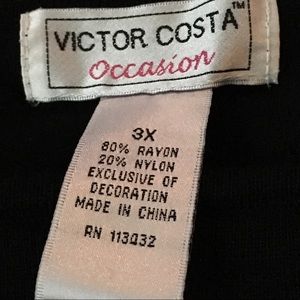 VICTOR COSTA™
Occasion
3X
80% RAYON
20% NYLON
EXCLUSIVE OF
DECORATION
MADE IN CHINA
RN 113032